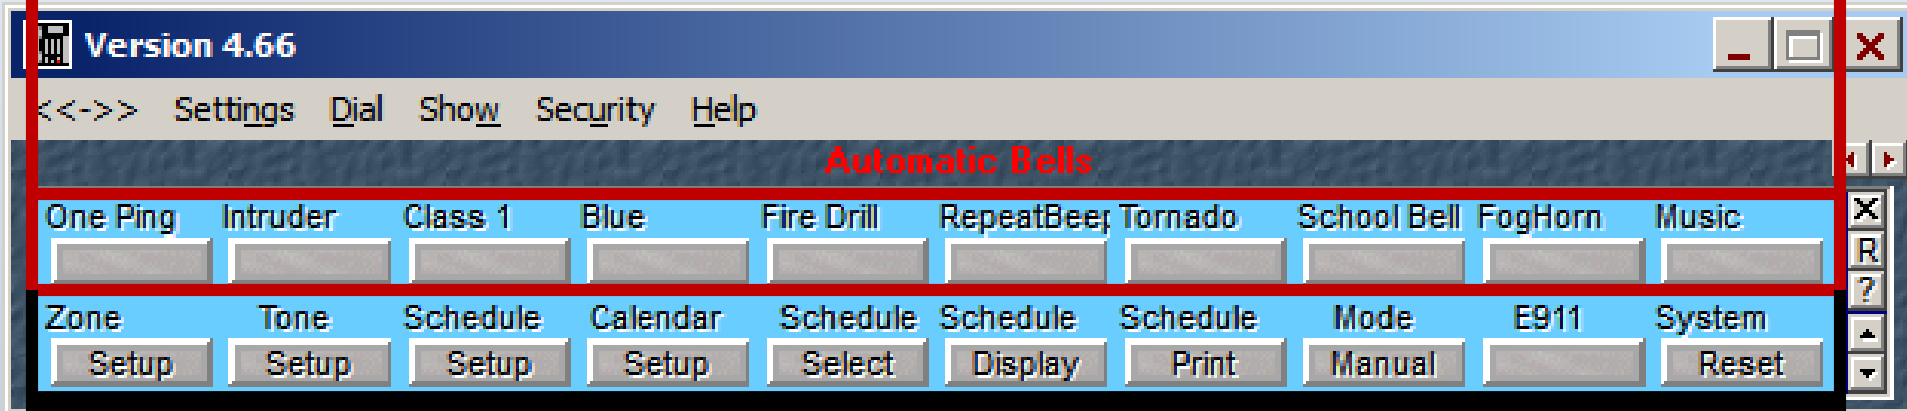 Version 4.66
<<->> Settings Dial Show Security Help
Automatic Bells
One Ping Intruder Class 1 Blue Fire Drill RepeatBeep Tornado School Bell FogHorn Music
X
R
?
Zone Tone Schedule Calendar Schedule Schedule Schedule Mode E911 System
Setup Setup Setup Setup Select Display Print Manual Reset